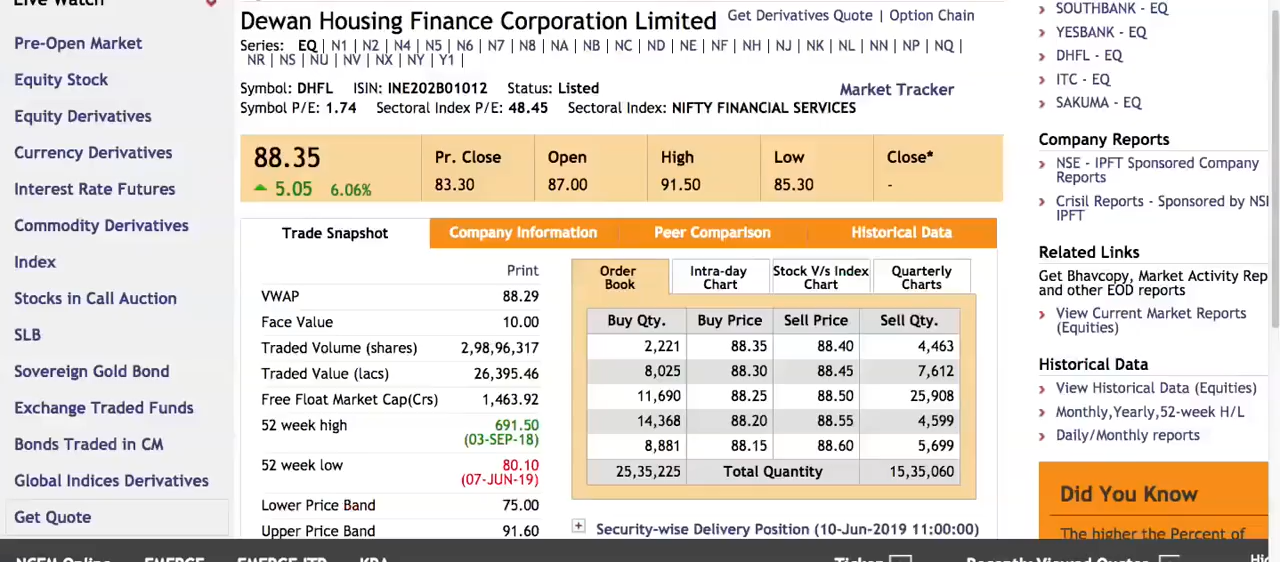 Live Watch
Pre-Open Market
Equity Stock
Equity Derivatives
Currency Derivatives
Interest Rate Futures
Commodity Derivatives
Index
Stocks in Call Auction
SLB
Sovereign Gold Bond
Exchange Traded Funds
Bonds Traded in CM
Global Indices Derivatives
Get Quote
Dewan Housing Finance Corporation Limited
Get Derivatives Quote | Option Chain
Series: EQ | N1 | N2 | N4 | N5 | N6 | N7 | N8 | NA | NB | NC | ND | NE | NF | NH | NJ | NK | NL | NN | NP | NQ |
NR | NS | NU | NV | NX | NY | Y1 |
Symbol: DHFL ISIN: INE202B01012 Status: Listed
Market Tracker
Symbol P/E: 1.74 Sectoral Index P/E: 48.45 Sectoral Index: NIFTY FINANCIAL SERVICES
88.35 Pr. Close Open High Low Close*
5.05 6.06% 83.30 87.00 91.50 85.30 -
Trade Snapshot Company Information Peer Comparison Historical Data
Print
VWAP 88.29
Face Value 10.00
Traded Volume (shares) 2,98,96,317
Traded Value (lacs) 26,395.46
Free Float Market Cap(Crs) 1,463.92
52 week high 691.50
(03-SEP-18)
52 week low 80.10
(07-JUN-19)
Lower Price Band 75.00
Upper Price Band 91.60
Order Book
Intra-day Chart
Stock V/s Index Chart
Quarterly Charts
Buy Qty. Buy Price Sell Price Sell Qty.
2,221 88.35 88.40 4,463
8,025 88.30 88.45 7,612
11,690 88.25 88.50 25,908
14,368 88.20 88.55 4,599
8,881 88.15 88.60 5,699
25,35,225 Total Quantity 15,35,060
+ Security-wise Delivery Position (10-Jun-2019 11:00:00)
SOUTHBANK - EQ
YESBANK - EQ
DHFL - EQ
ITC - EQ
SAKUMA - EQ
Company Reports
NSE - IPFT Sponsored Company
Reports
Crisil Reports - Sponsored by NSE
IPFT
Related Links
Get Bhavcopy, Market Activity Rep
and other EOD reports
View Current Market Reports
(Equities)
Historical Data
View Historical Data (Equities)
Monthly,Yearly,52-week H/L
Daily/Monthly reports
Did You Know
The higher the Percent of
EMERGE
EMERGE ITP
KRA
Ticker
Recently Viewed Quotes